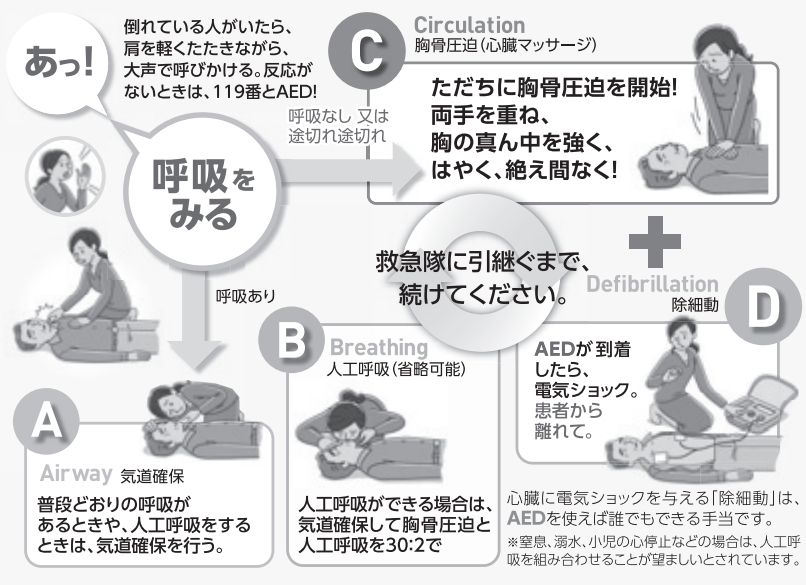 あっ!
倒れている人がいたら、
肩を軽くたたきながら、
大声で呼びかける。反応が
ないときは、119番とAED!
呼吸を
みる
呼吸なし 又は
途切れ途切れ
C
Circulation
胸骨圧迫(心臓マッサージ)
ただちに胸骨圧迫を開始!
両手を重ね、
胸の真ん中を強く、
はやく、絶え間なく!
救急隊に引継ぐまで、
続けてください。
呼吸あり
A
Airway 気道確保
普段どおりの呼吸が
あるときや、人工呼吸をする
ときは、気道確保を行う。
B
Breathing
人工呼吸(省略可能)
人工呼吸ができる場合は、
気道確保して胸骨圧迫と
人工呼吸を30:2で
Defibrillation
除細動
D
AEDが到着
したら、
電気ショック。
患者から
離れて。
心臓に電気ショックを与える「除細動」は、
AEDを使えば誰でもできる手当です。
※窒息、溺水、小児の心停止などの場合は、人工呼
吸を組み合わせることが望ましいとされています。